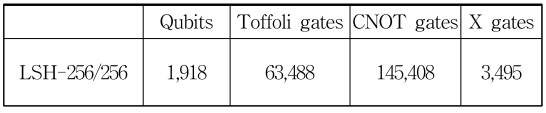 Qubits Toffoli gates CNOT gates X gates
LSH-256/256 1,918 63,488 145,408 3,495